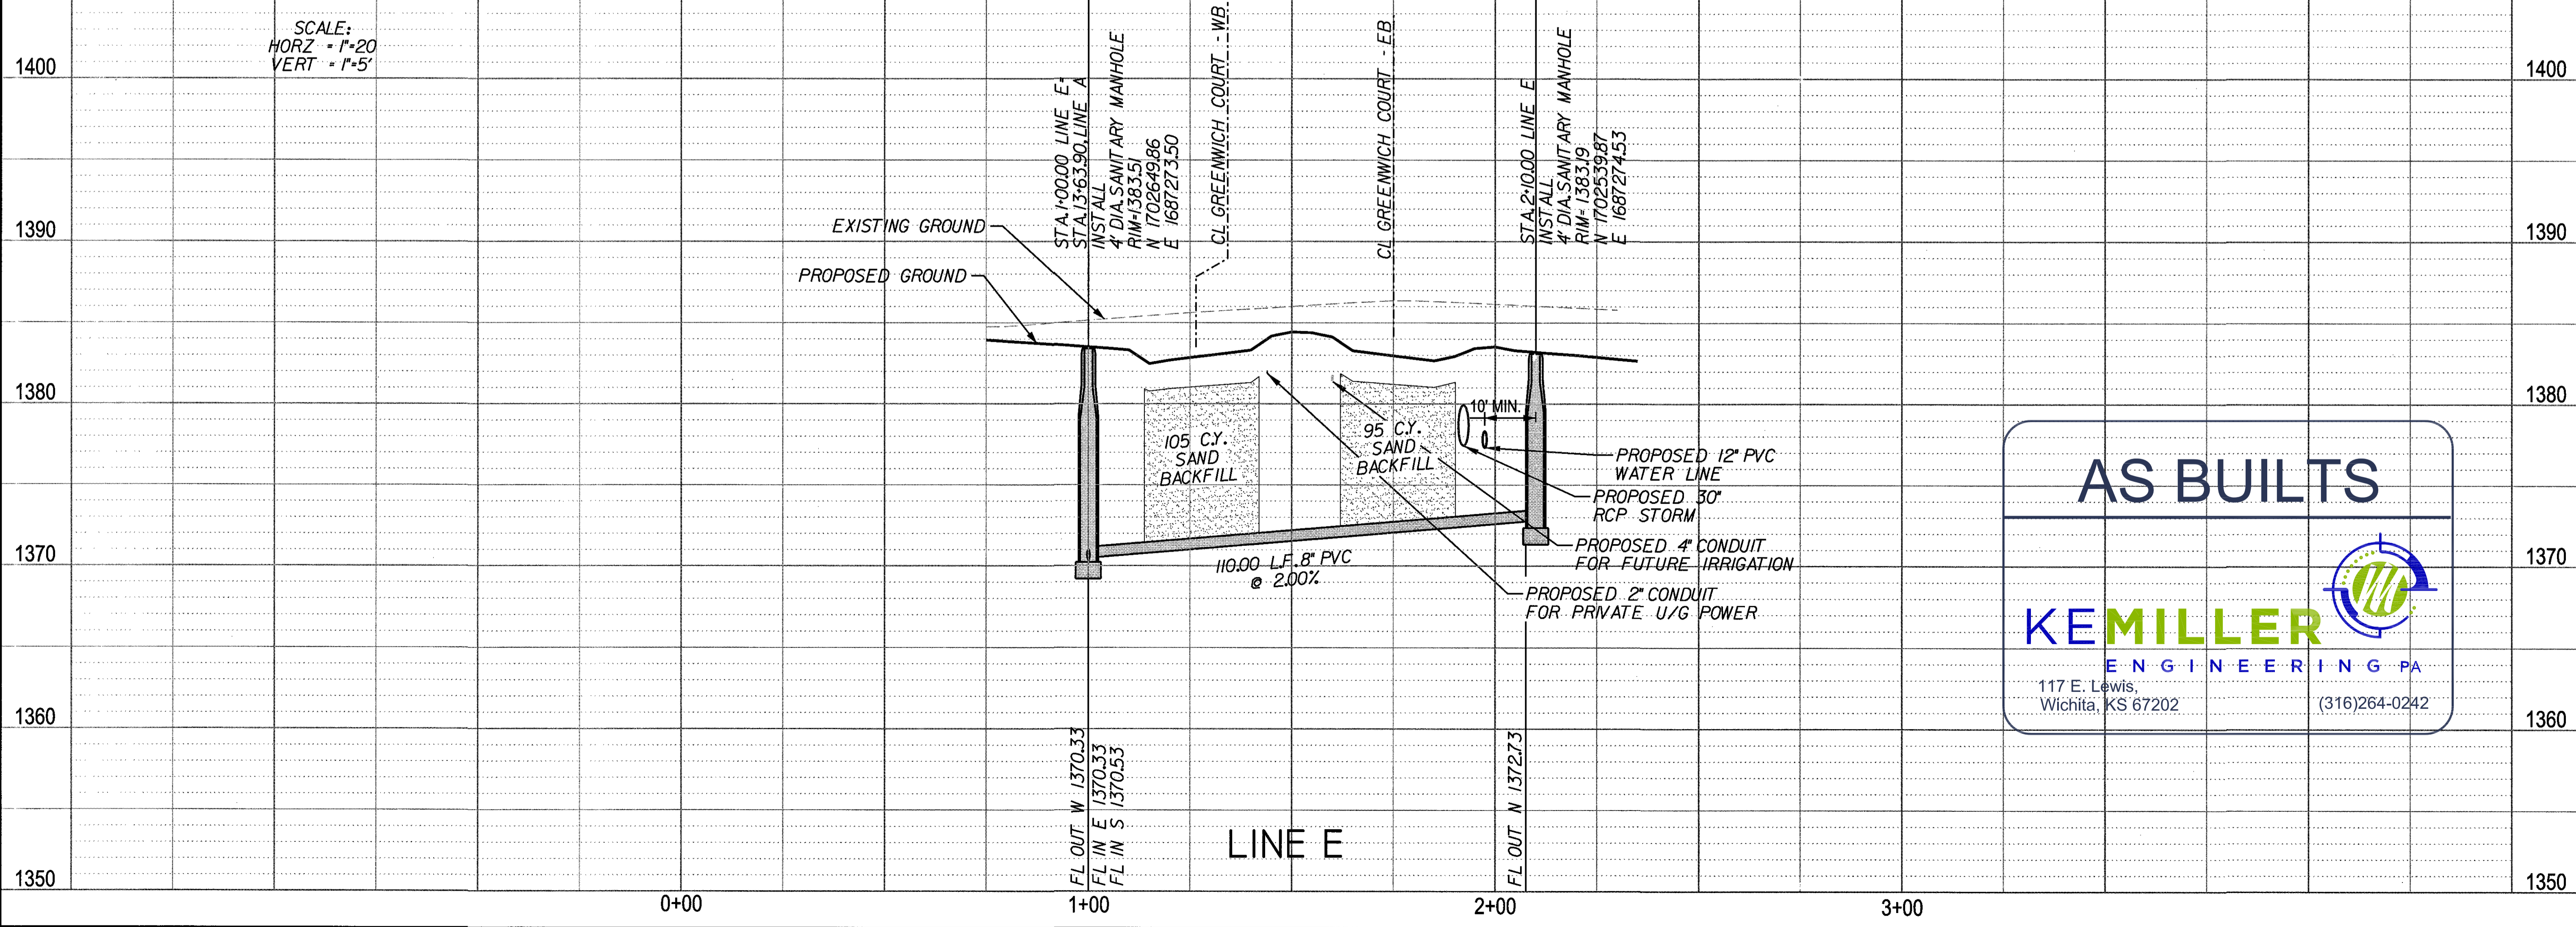 SCALE:
HORZ = 1"=20
VERT = 1"=5'
1400
1390
1380
1370
1360
1350
1400
1390
1380
1370
1360
1350
STA.1+00.00 LINE E=
STA.13+63.90, LINE A
INSTALL
4' DIA. SANITARY MANHOLE
RIM=1383.51
N 1702649.86
E 1687273.50
CL GREENWICH COURT - WB
CL GREENWICH COURT - EB
STA.2+10.00 LINE E
INSTALL
4' DIA. SANITARY MANHOLE
RIM=1383.19
N 1702539.87
E 1687274.53
EXISTING GROUND
PROPOSED GROUND
105 C.Y.
SAND
BACKFILL
95 C.Y.
SAND
BACKFILL
10' MIN.
PROPOSED 12" PVC
WATER LINE
PROPOSED 30"
RCP STORM
PROPOSED 4" CONDUIT
FOR FUTURE IRRIGATION
PROPOSED 2" CONDUIT
FOR PRIVATE U/G POWER
110.00 L.F. 8" PVC
@ 2.00%
FL OUT W 1370.33
FL IN E 1370.33
FL IN S 1370.53
FL OUT N 1372.73
LINE E
0+00
1+00
2+00
3+00
AS BUILTS
KEMILLER
ENGINEERING PA
117 E. Lewis,
Wichita, KS 67202
(316)264-0242